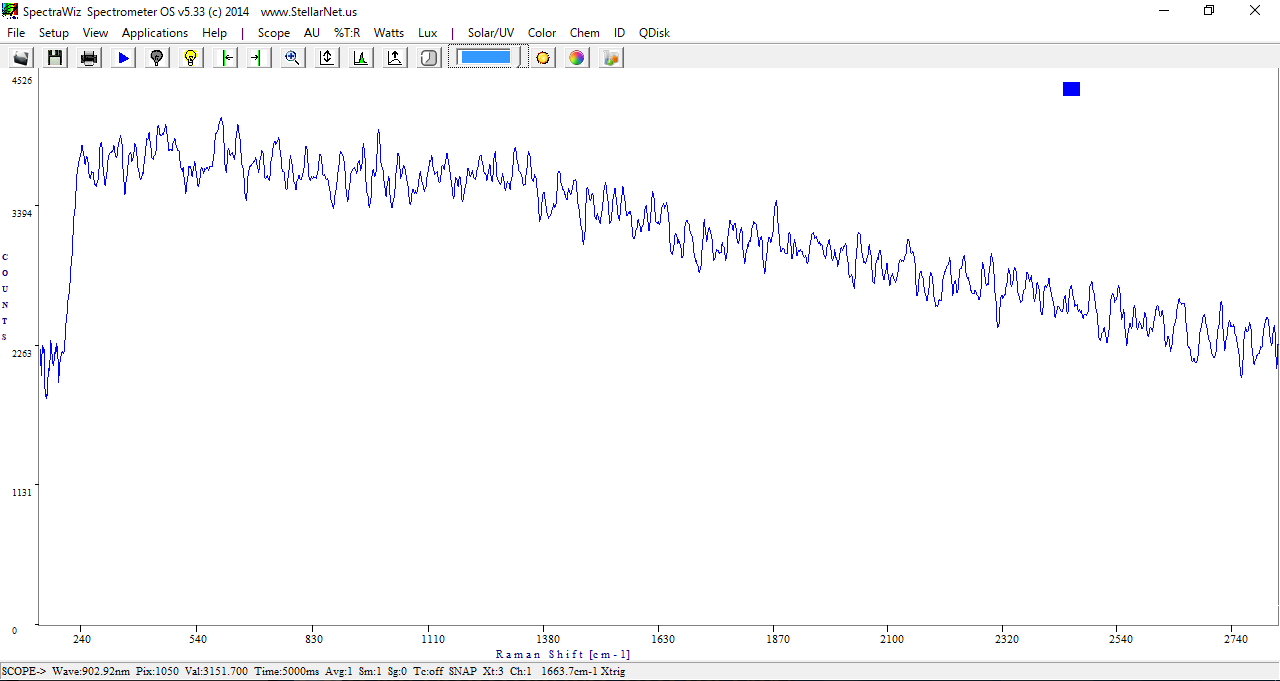 SpectraWiz Spectrometer OS v5.33 (c) 2014 www.StellarNet.us
File Setup View Applications Help | Scope AU %T:R Watts Lux | Solar/UV Color Chem ID QDisk
4526
3394
COUNTS
2263
1131
0
240 540 830 1110 1380 1630 1870 2100 2320 2540 2740
Raman Shift [cm-1]
SCOPE-> Wave:902.92nm Pix:1050 Val:3151.700 Time:5000ms Avg:1 Sm:1 Sg:0 Tc:off SNAP Xt:3 Ch:1 1663.7cm-1 Xtrig